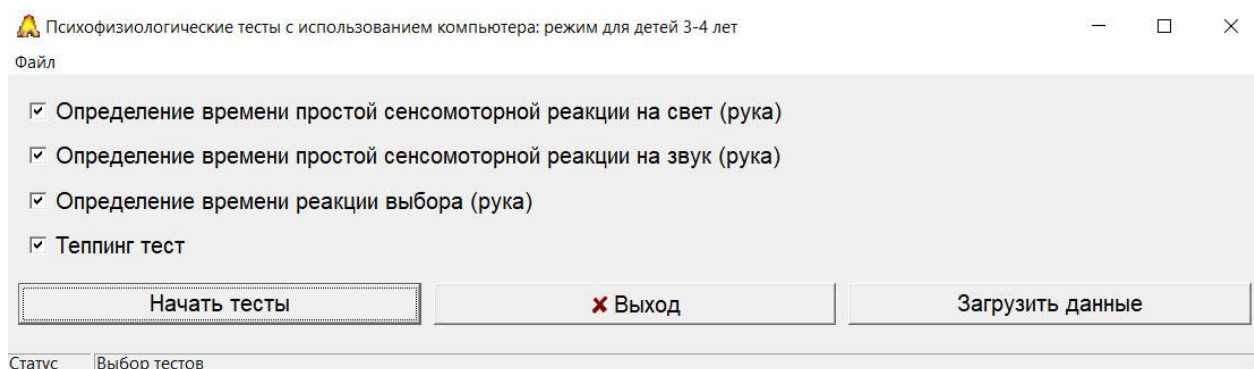 Психофизиологические тесты с использованием компьютера: режим для детей 3-4 лет
Файл
Определение времени простой сенсомоторной реакции на свет (рука)
Определение времени простой сенсомоторной реакции на звук (рука)
Определение времени реакции выбора (рука)
Теппинг тест
Начать тесты Выход Загрузить данные
Статус Выбор тестов